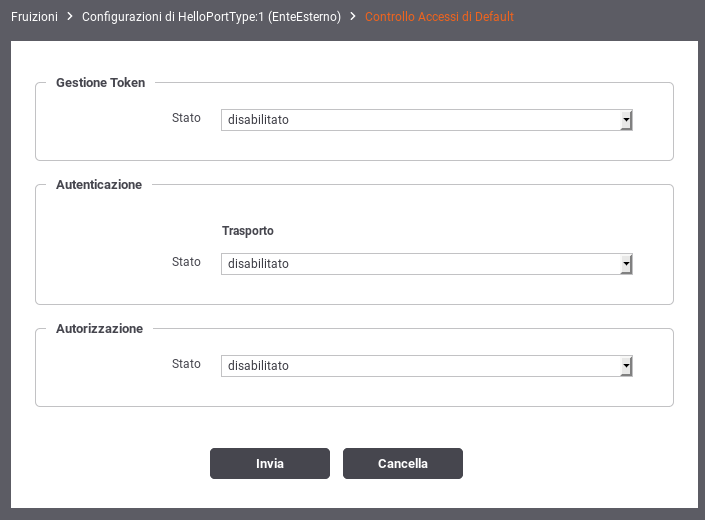 Fruizioni > Configurazioni di HelloPortType:1 (EnteEsterno) > Controllo Accessi di Default
Gestione Token
Stato disabilitato
Autenticazione
Trasporto
Stato disabilitato
Autorizzazione
Stato disabilitato
Invia Cancella